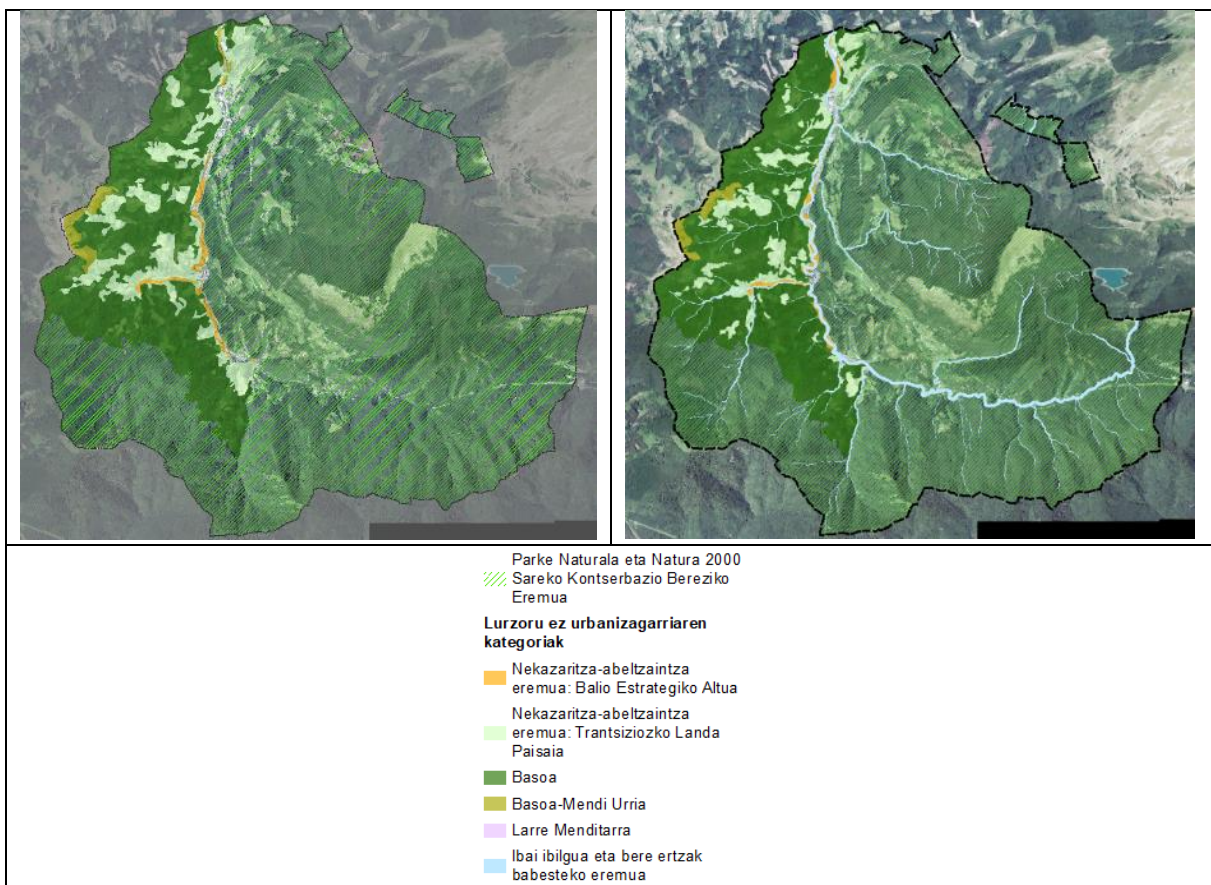 Parke Naturala eta Natura 2000
Sareko Kontserbazio Bereziko
Eremua
Lurzoru ez urbanizagarriaren
kategoriak
Nekazaritza-abeltzaintza
eremua: Balio Estrategiko Altua
Nekazaritza-abeltzaintza
eremua: Trantsiziozko Landa
Paisaia
Basoa
Basoa-Mendi Urria
Larre Menditarra
Ibai ibilgua eta bere ertzak
babesteko eremua